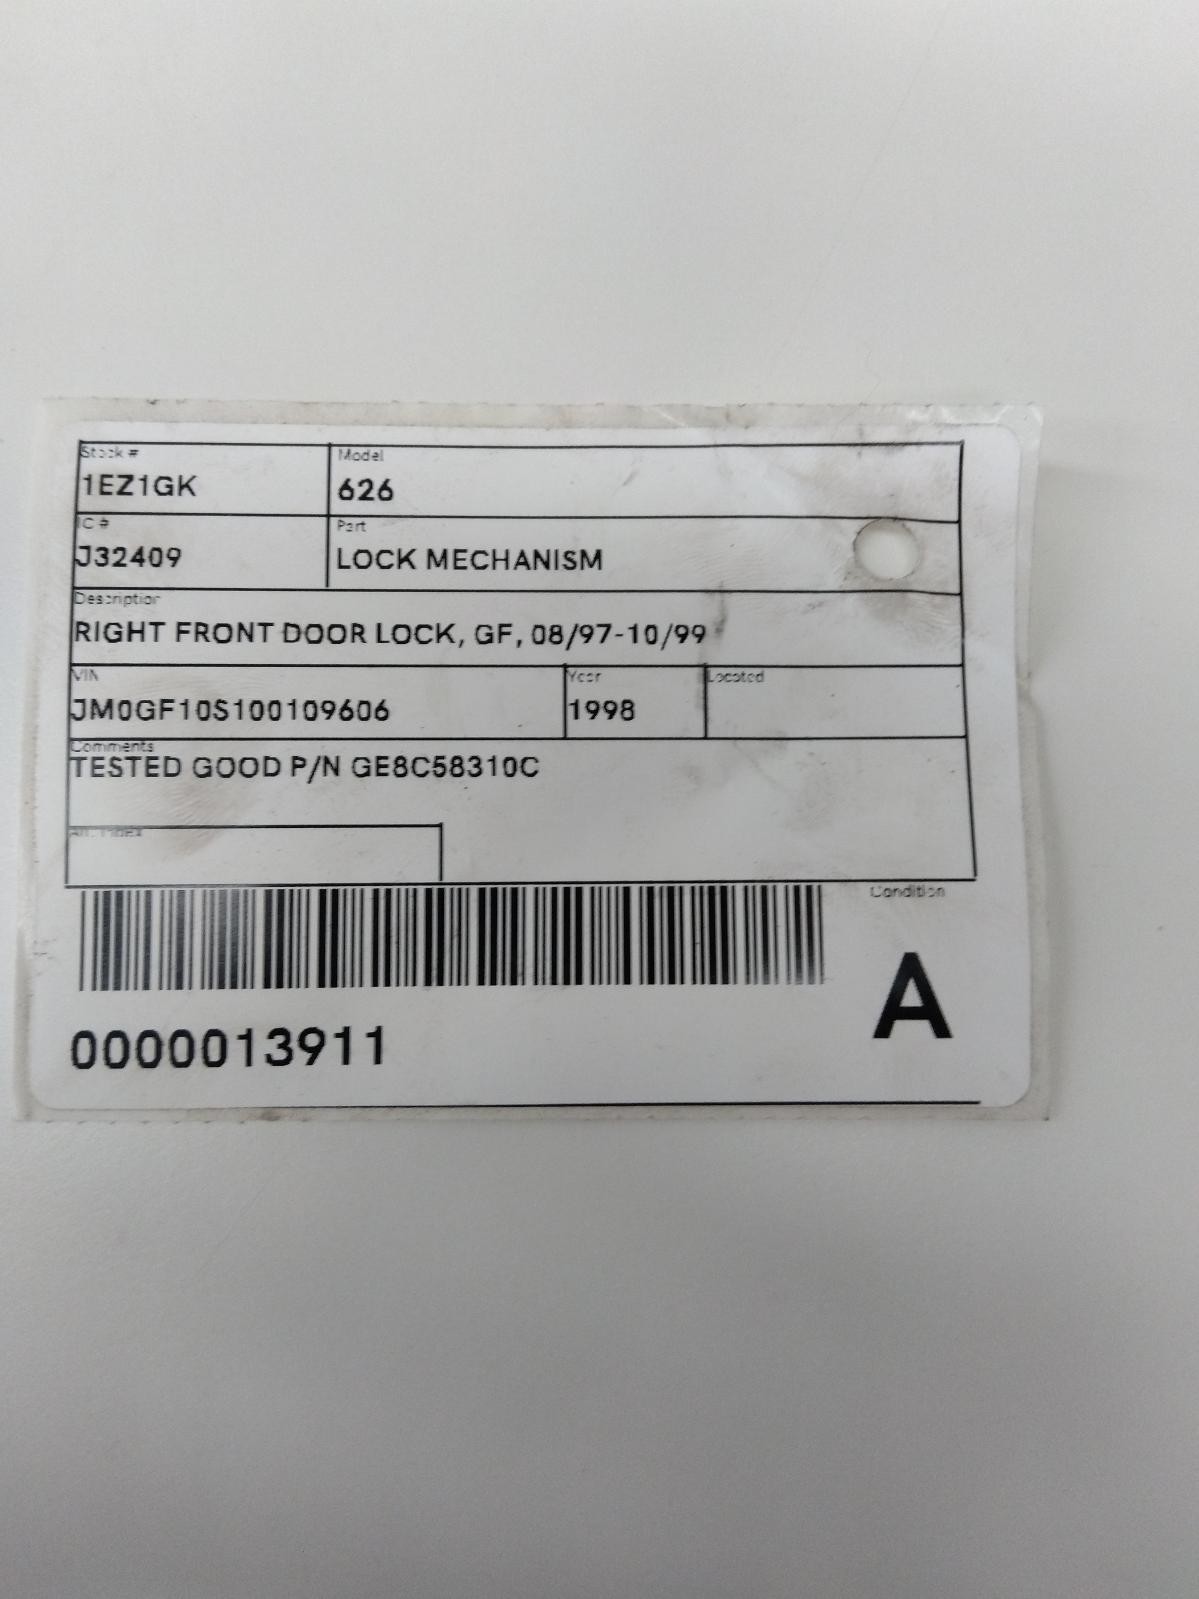 Stock #
Model
1EZ1GK
626
IC #
Part
J32409
LOCK MECHANISM
Description
RIGHT FRONT DOOR LOCK, GF, 08/97-10/99
VIN
Year
Located
JM0GF10S100109606
1998
Comments
TESTED GOOD P/N GE8C58310C
Index
Condition
A
0000013911